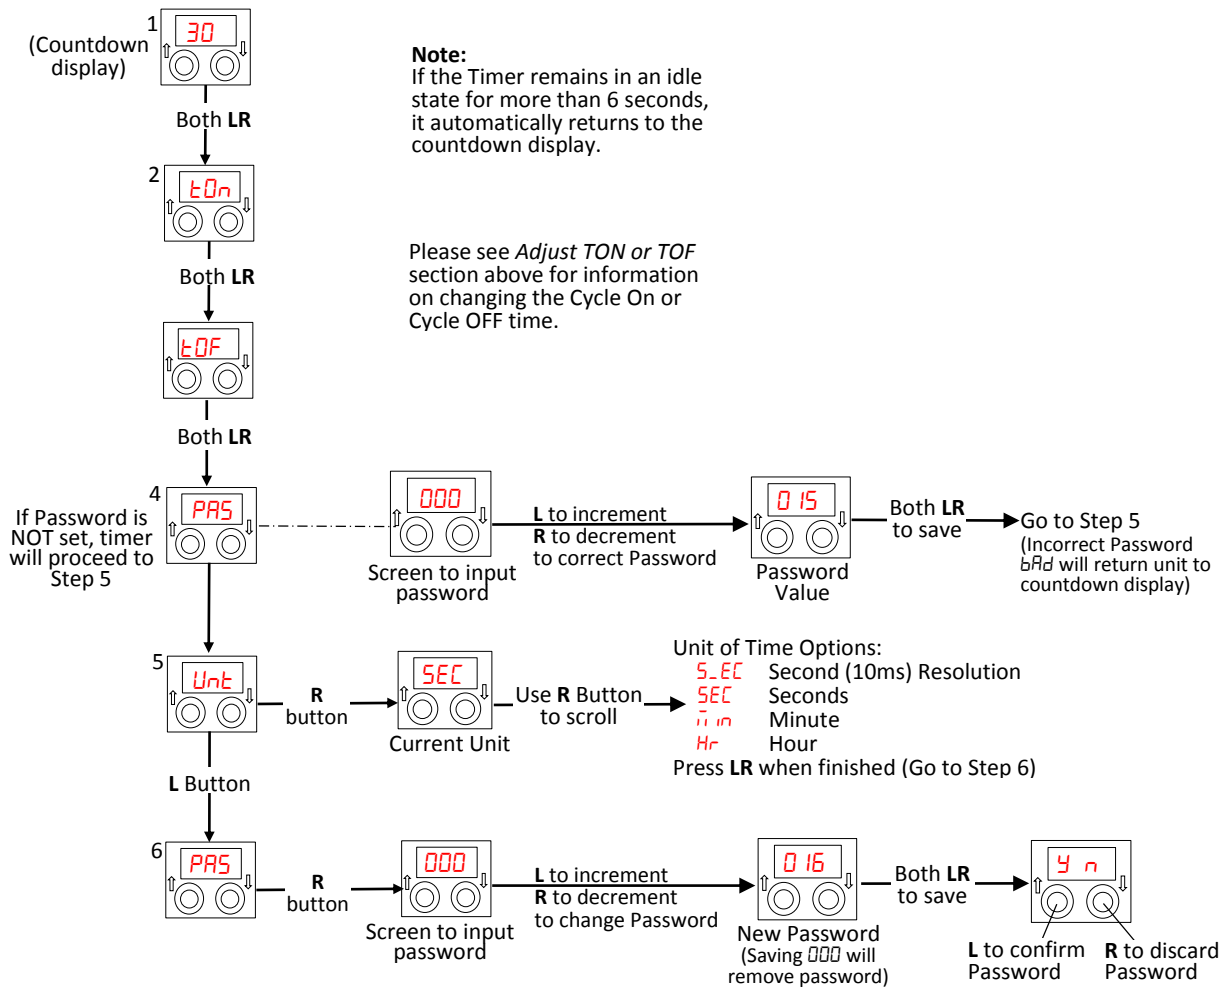 1
30
(Countdown
display)
Note:
If the Timer remains in an idle
state for more than 6 seconds,
it automatically returns to the
countdown display.
Both LR
2
tOn
Both LR
Please see Adjust TON or TOF
section above for information
on changing the Cycle On or
Cycle OFF time.
tOF
Both LR
4
PAS
If Password is
NOT set, timer
will proceed to
Step 5
000
Screen to input
password
L to increment
R to decrement
to correct Password
015
Password
Value
Both LR
to save
Go to Step 5
(Incorrect Password
bAd will return unit to
countdown display)
5
Unt
R
button
SEC
Current Unit
Use R Button
to scroll
Unit of Time Options:
S_EC Second (10ms) Resolution
SEC Seconds
Min Minute
Hr Hour
Press LR when finished (Go to Step 6)
L Button
6
PAS
R
button
000
Screen to input
password
L to increment
R to decrement
to change Password
016
New Password
(Saving 000 will
remove password)
Both LR
to save
y n
L to confirm
Password
R to discard
Password